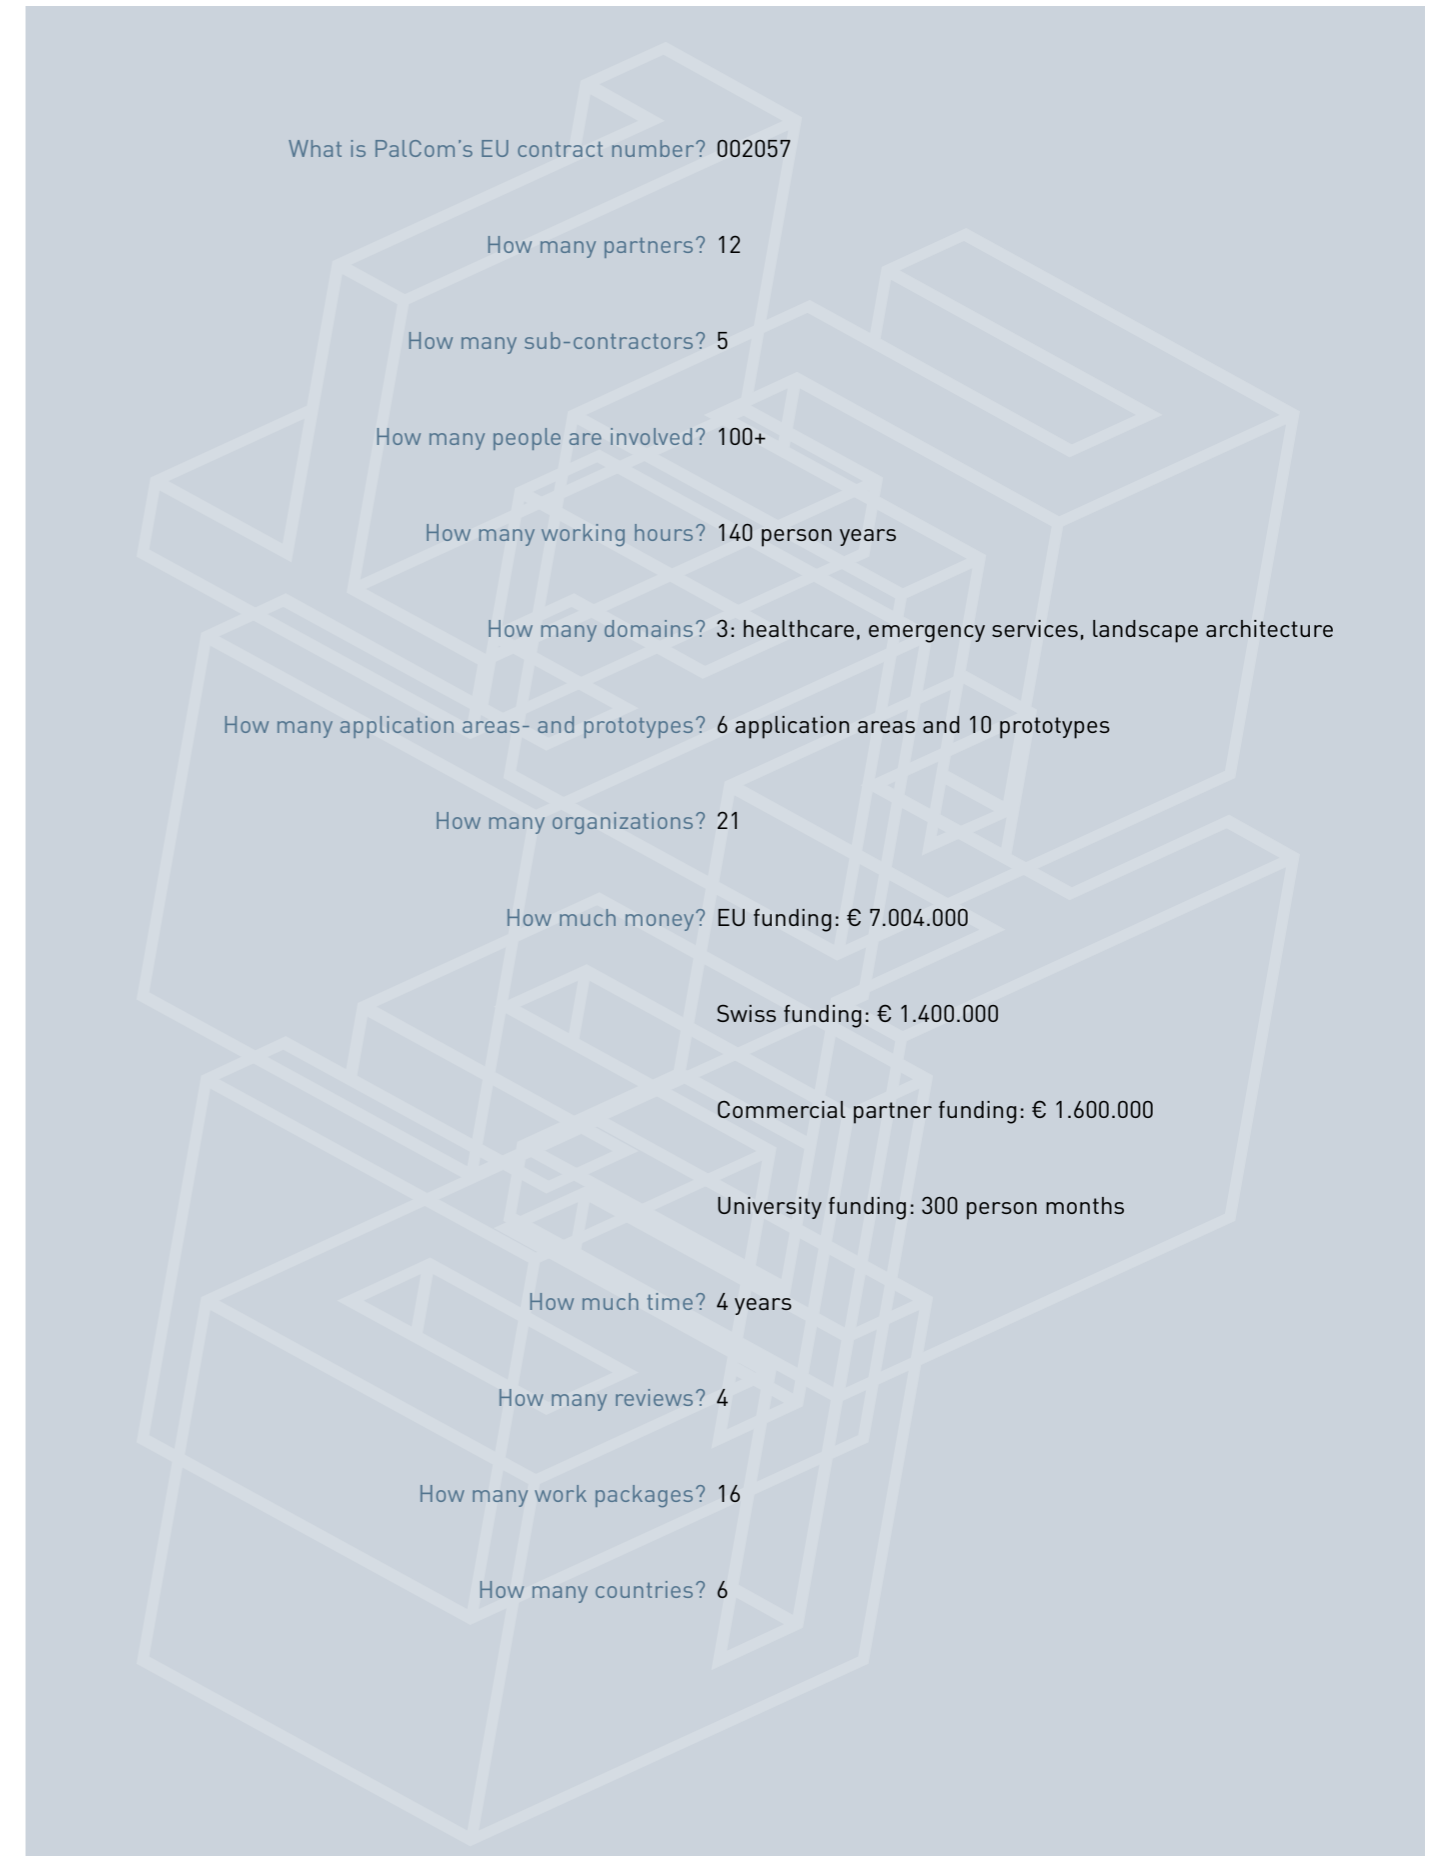 What is PalCom's EU contract number? 002057
How many partners? 12
How many sub-contractors? 5
How many people are involved? 100+
How many working hours? 140 person years
How many domains? 3: healthcare, emergency services, landscape architecture
How many application areas- and prototypes? 6 application areas and 10 prototypes
How many organizations? 21
How much money? EU funding: € 7.004.000
Swiss funding: € 1.400.000
Commercial partner funding: € 1.600.000
University funding: 300 person months
How much time? 4 years
How many reviews? 4
How many work packages? 16
How many countries? 6